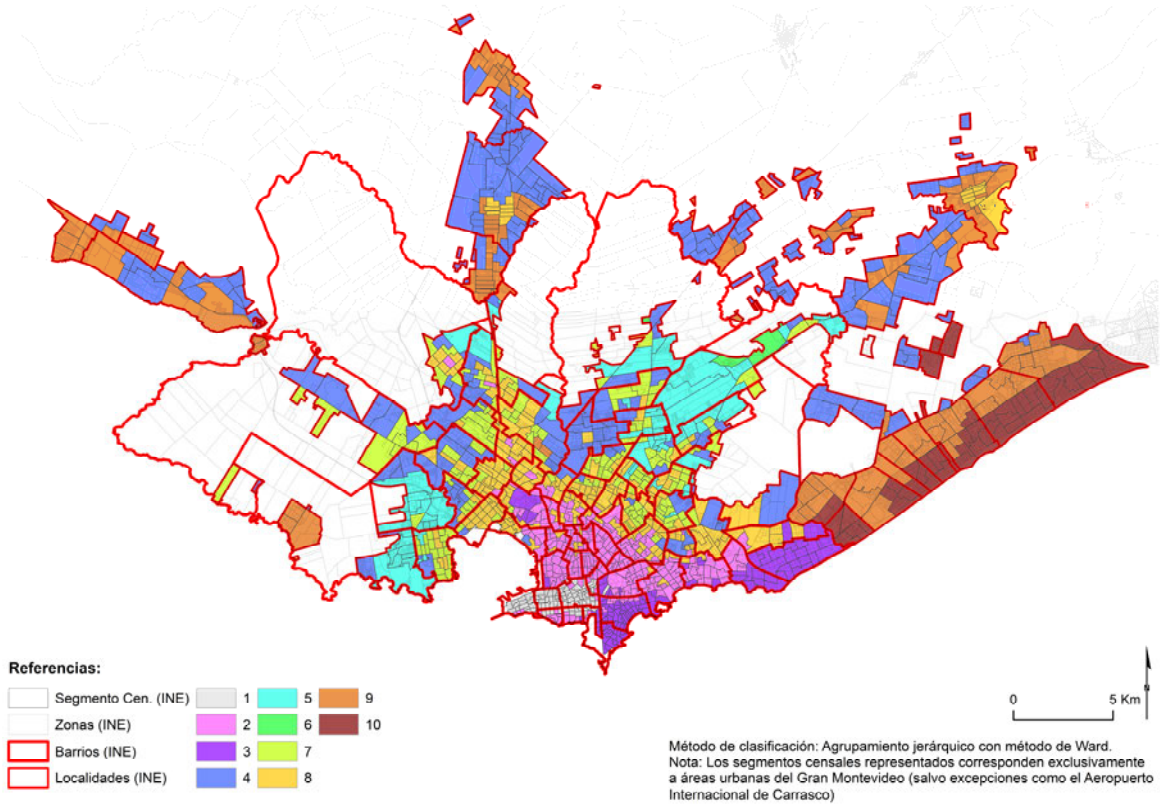 Referencias:
Segmento Cen. (INE)
Zonas (INE)
Barrios (INE)
Localidades (INE)
1
2
3
4
5
6
7
8
9
10
0 5 Km
N
Método de clasificación: Agrupamiento jerárquico con método de Ward.
Nota: Los segmentos censales representados corresponden exclusivamente
a áreas urbanas del Gran Montevideo (salvo excepciones como el Aeropuerto
Internacional de Carrasco)